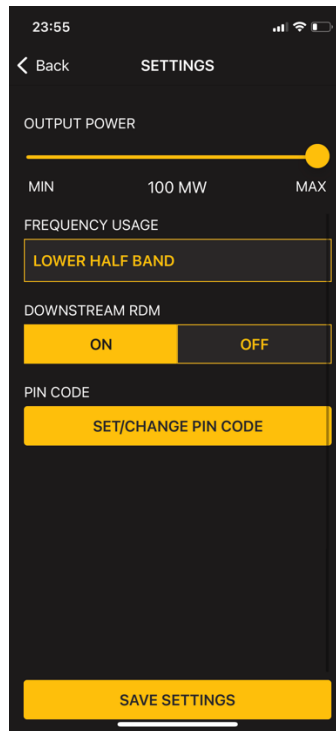 23:55
Back SETTINGS
OUTPUT POWER
MIN 100 MW MAX
FREQUENCY USAGE
LOWER HALF BAND
DOWNSTREAM RDM
ON OFF
PIN CODE
SET/CHANGE PIN CODE
SAVE SETTINGS